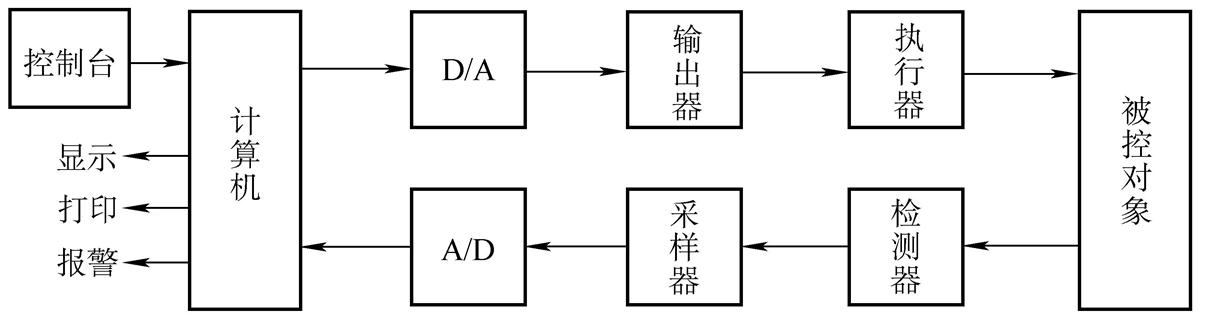 控制台
计算机
D/A
输出器
执行器
被控对象
显示
打印
报警
A/D
采样器
检测器